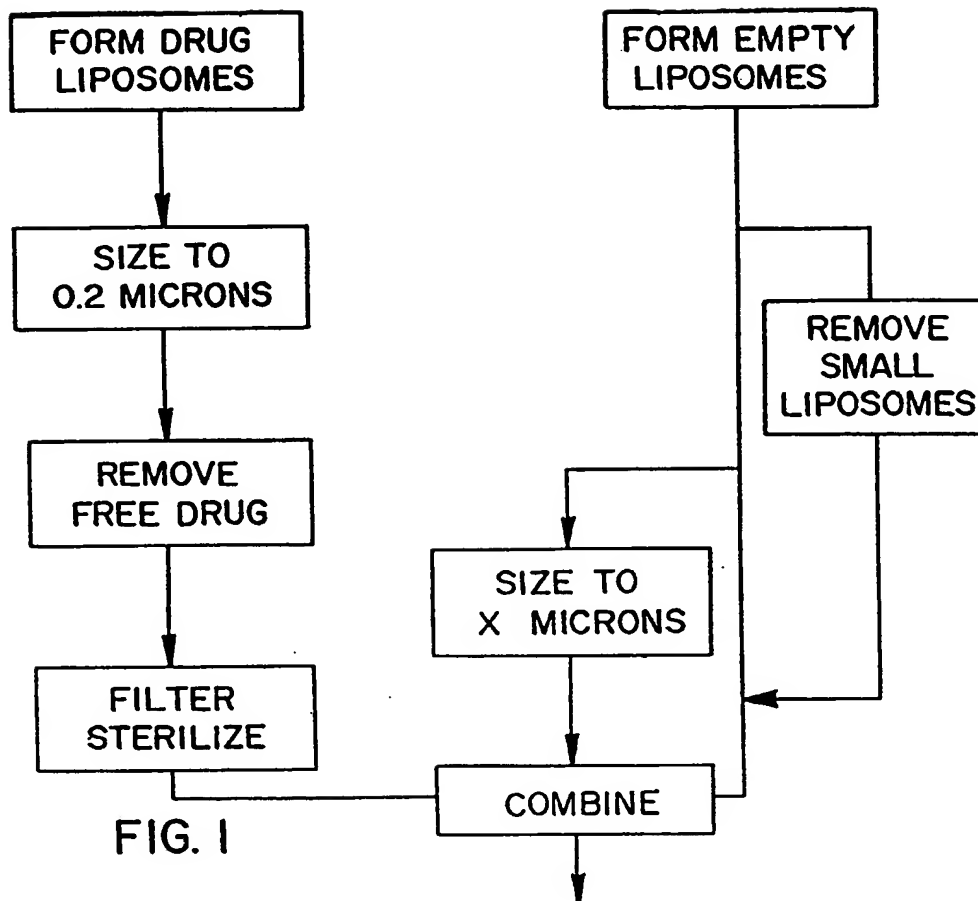 FORM DRUG
LIPOSOMES
SIZE TO
0.2 MICRONS
REMOVE
FREE DRUG
FILTER
STERILIZE
FORM EMPTY
LIPOSOMES
REMOVE
SMALL
LIPOSOMES
SIZE TO
X MICRONS
COMBINE
FIG. 1